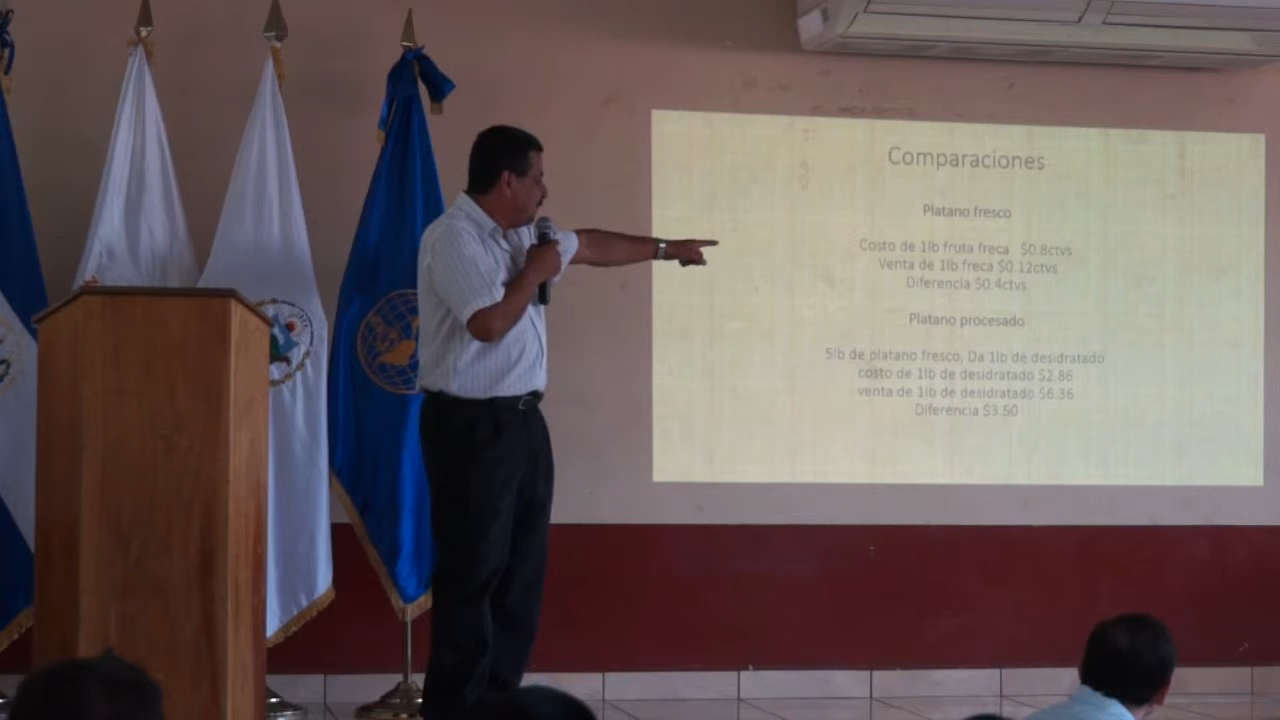 Comparaciones
Platano fresco
Costo de 1lb fruta freca $0.8ctvs
Venta de 1lb freca $0.12ctvs
Diferencia $0.4ctvs
Platano procesado
5lb de platano fresco, Da 1lb de desidratado
costo de 1lb de desidratado $2.86
venta de 1lb de desidratado $6.36
Diferencia $3.50